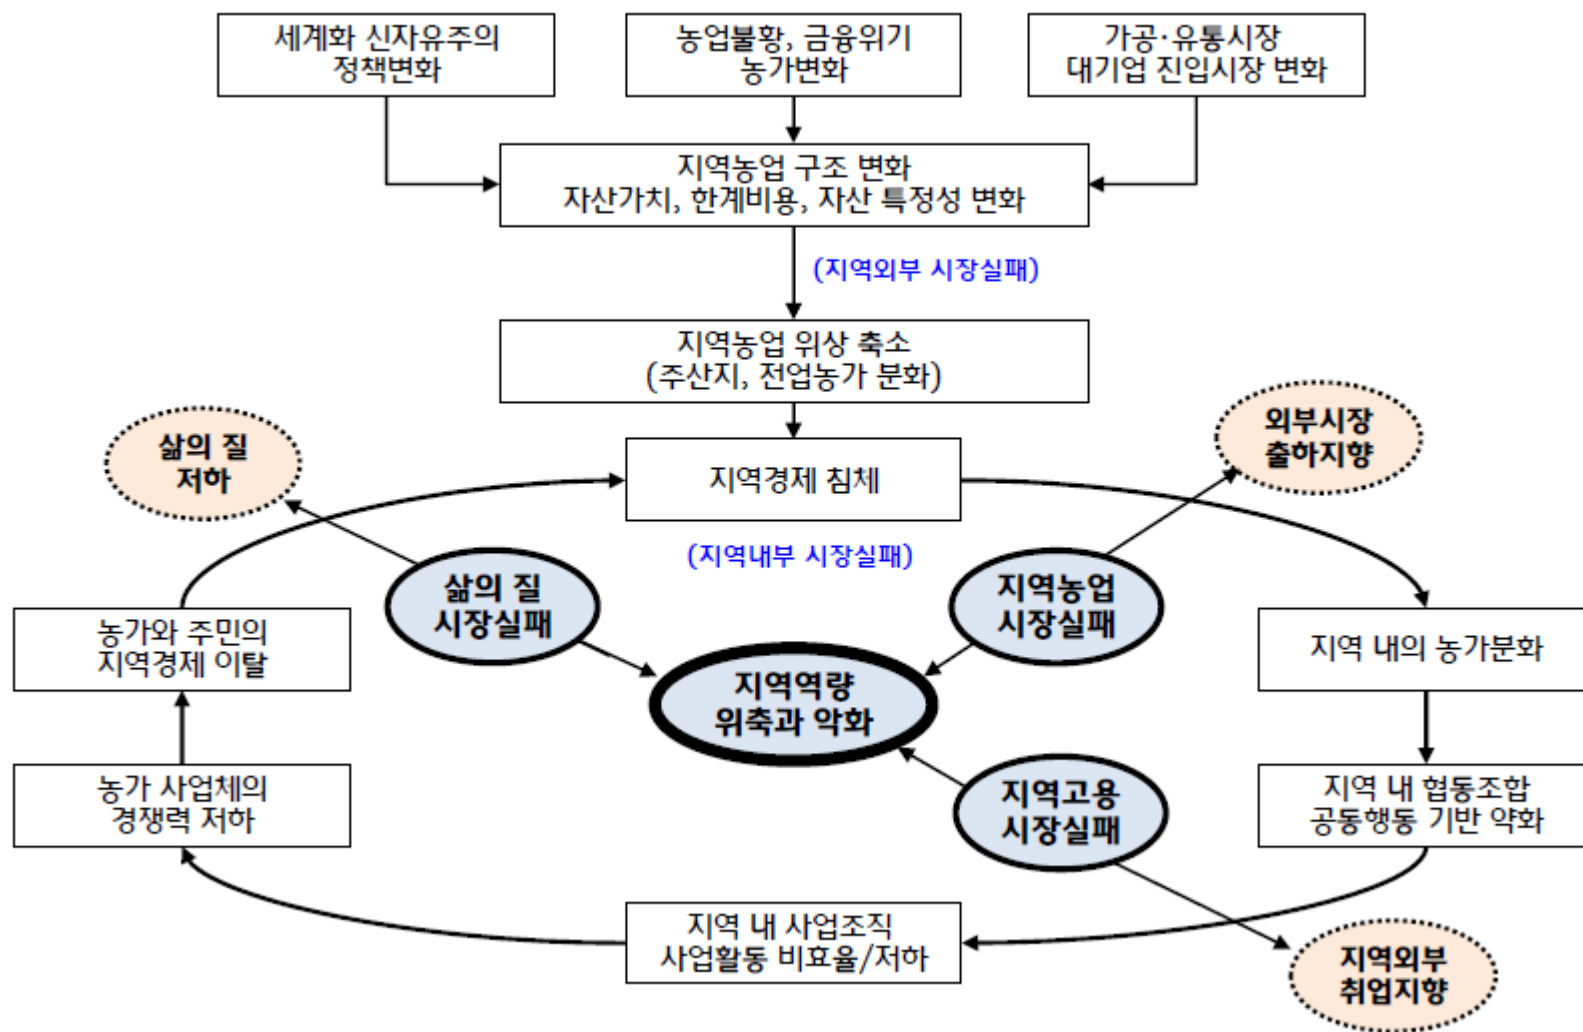 세계화 신자유주의
정책변화
농업불황, 금융위기
농가변화
가공·유통시장
대기업 진입시장 변화
지역농업 구조 변화
자산가치, 한계비용, 자산 특정성 변화
(지역외부 시장실패)
지역농업 위상 축소
(주산지, 전업농가 분화)
삶의 질
저하
외부시장
출하지향
지역경제 침체
(지역내부 시장실패)
삶의 질
시장실패
지역농업
시장실패
농가와 주민의
지역경제 이탈
지역 내의 농가분화
지역역량
위축과 악화
농가 사업체의
경쟁력 저하
지역고용
시장실패
지역 내 협동조합
공동행동 기반 약화
지역 내 사업조직
사업활동 비효율/저하
지역외부
취업지향